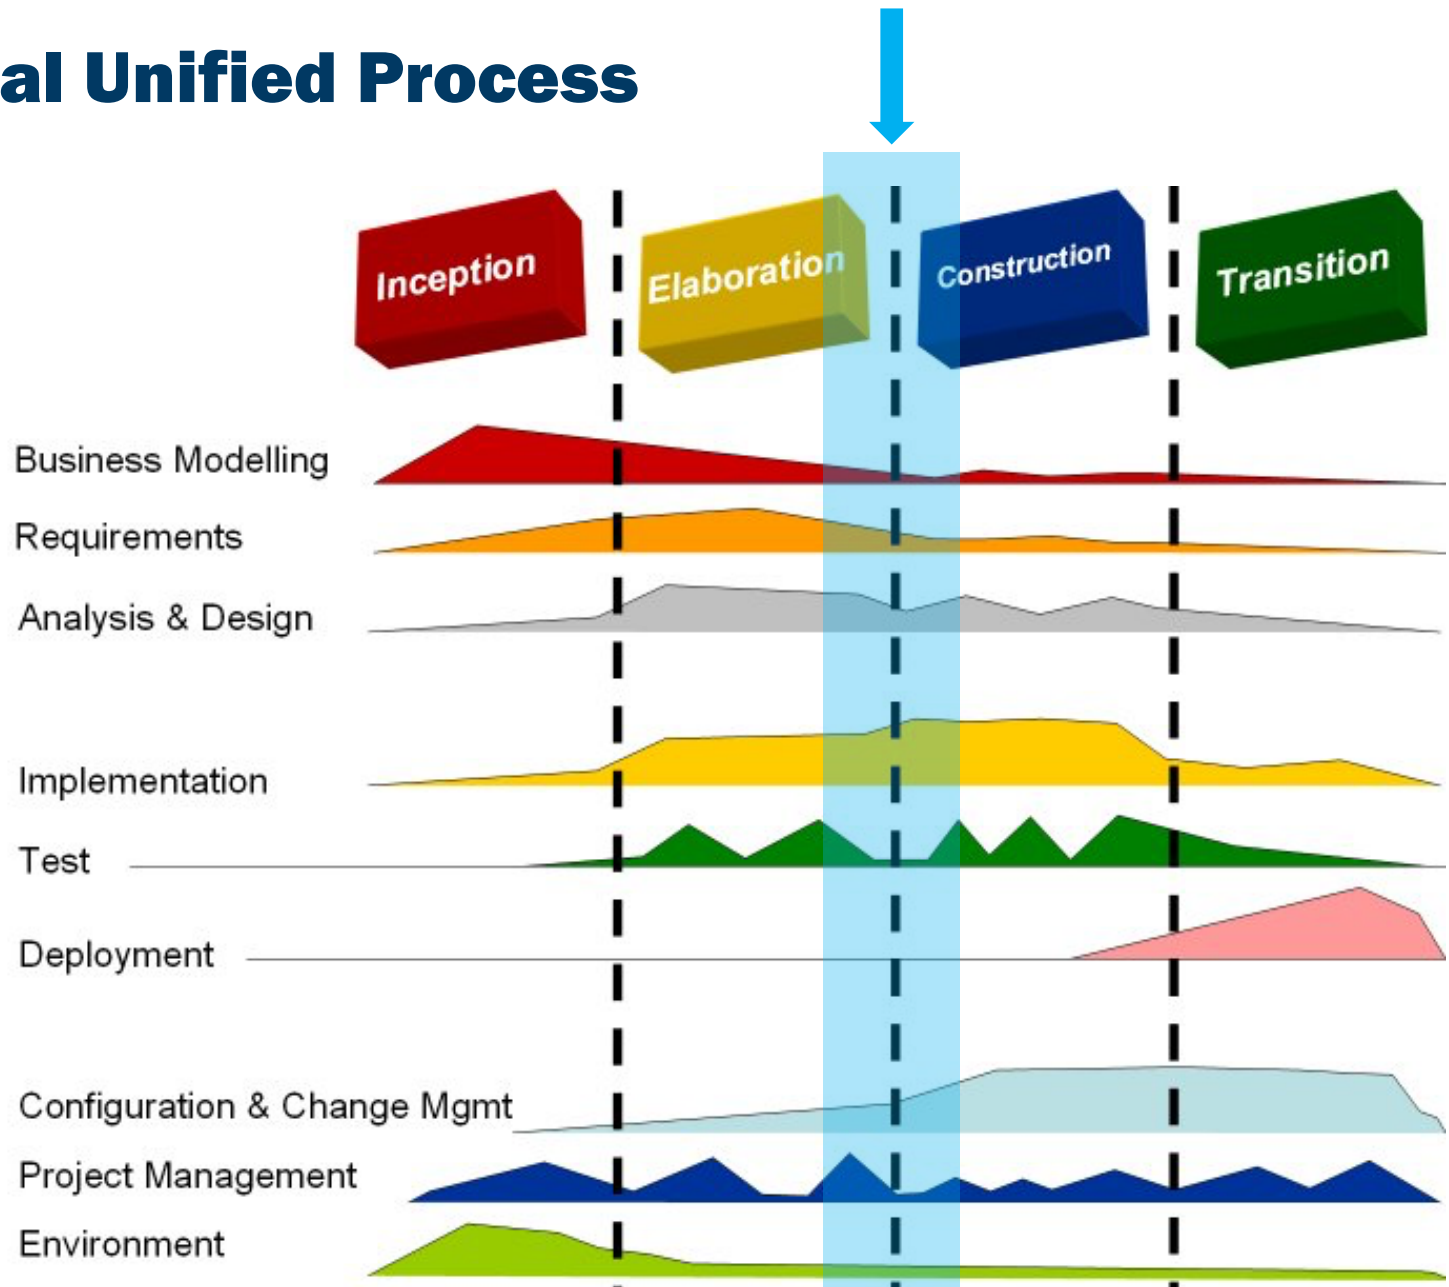 al Unified Process
Inception
Elaboration
Construction
Transition
Business Modelling
Requirements
Analysis & Design
Implementation
Test
Deployment
Configuration & Change Mgmt
Project Management
Environment